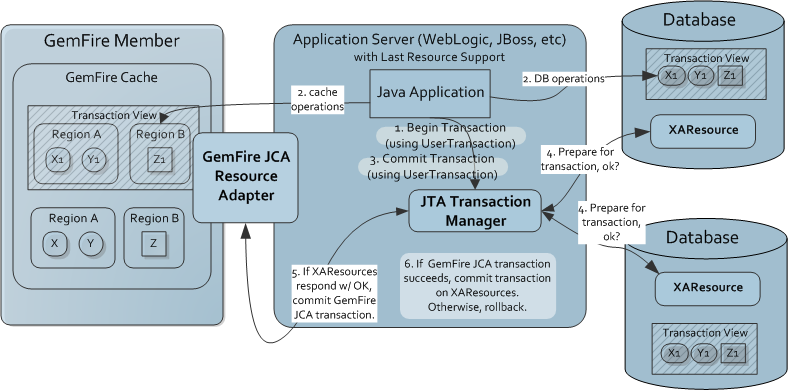 GemFire Member
GemFire Cache
Transaction View
Region A
X1
Y1
Region B
Z1
Region A
X
Y
Region B
Z
GemFire JCA
Resource
Adapter
Application Server (WebLogic, JBoss, etc)
with Last Resource Support
Java Application
2. cache
operations
2. DB operations
1. Begin Transaction
(using UserTransaction)
3. Commit Transaction
(using UserTransaction)
JTA Transaction
Manager
4. Prepare for
transaction, ok?
4. Prepare for
transaction,
ok?
5. If XAResources
respond w/ OK,
commit GemFire
JCA transaction.
6. If GemFire JCA transaction
succeeds, commit transaction
on XAResources.
Otherwise, rollback.
Database
Transaction View
X1
Y1
Z1
XAResource
Database
XAResource
Transaction View
X1
Y1
Z1